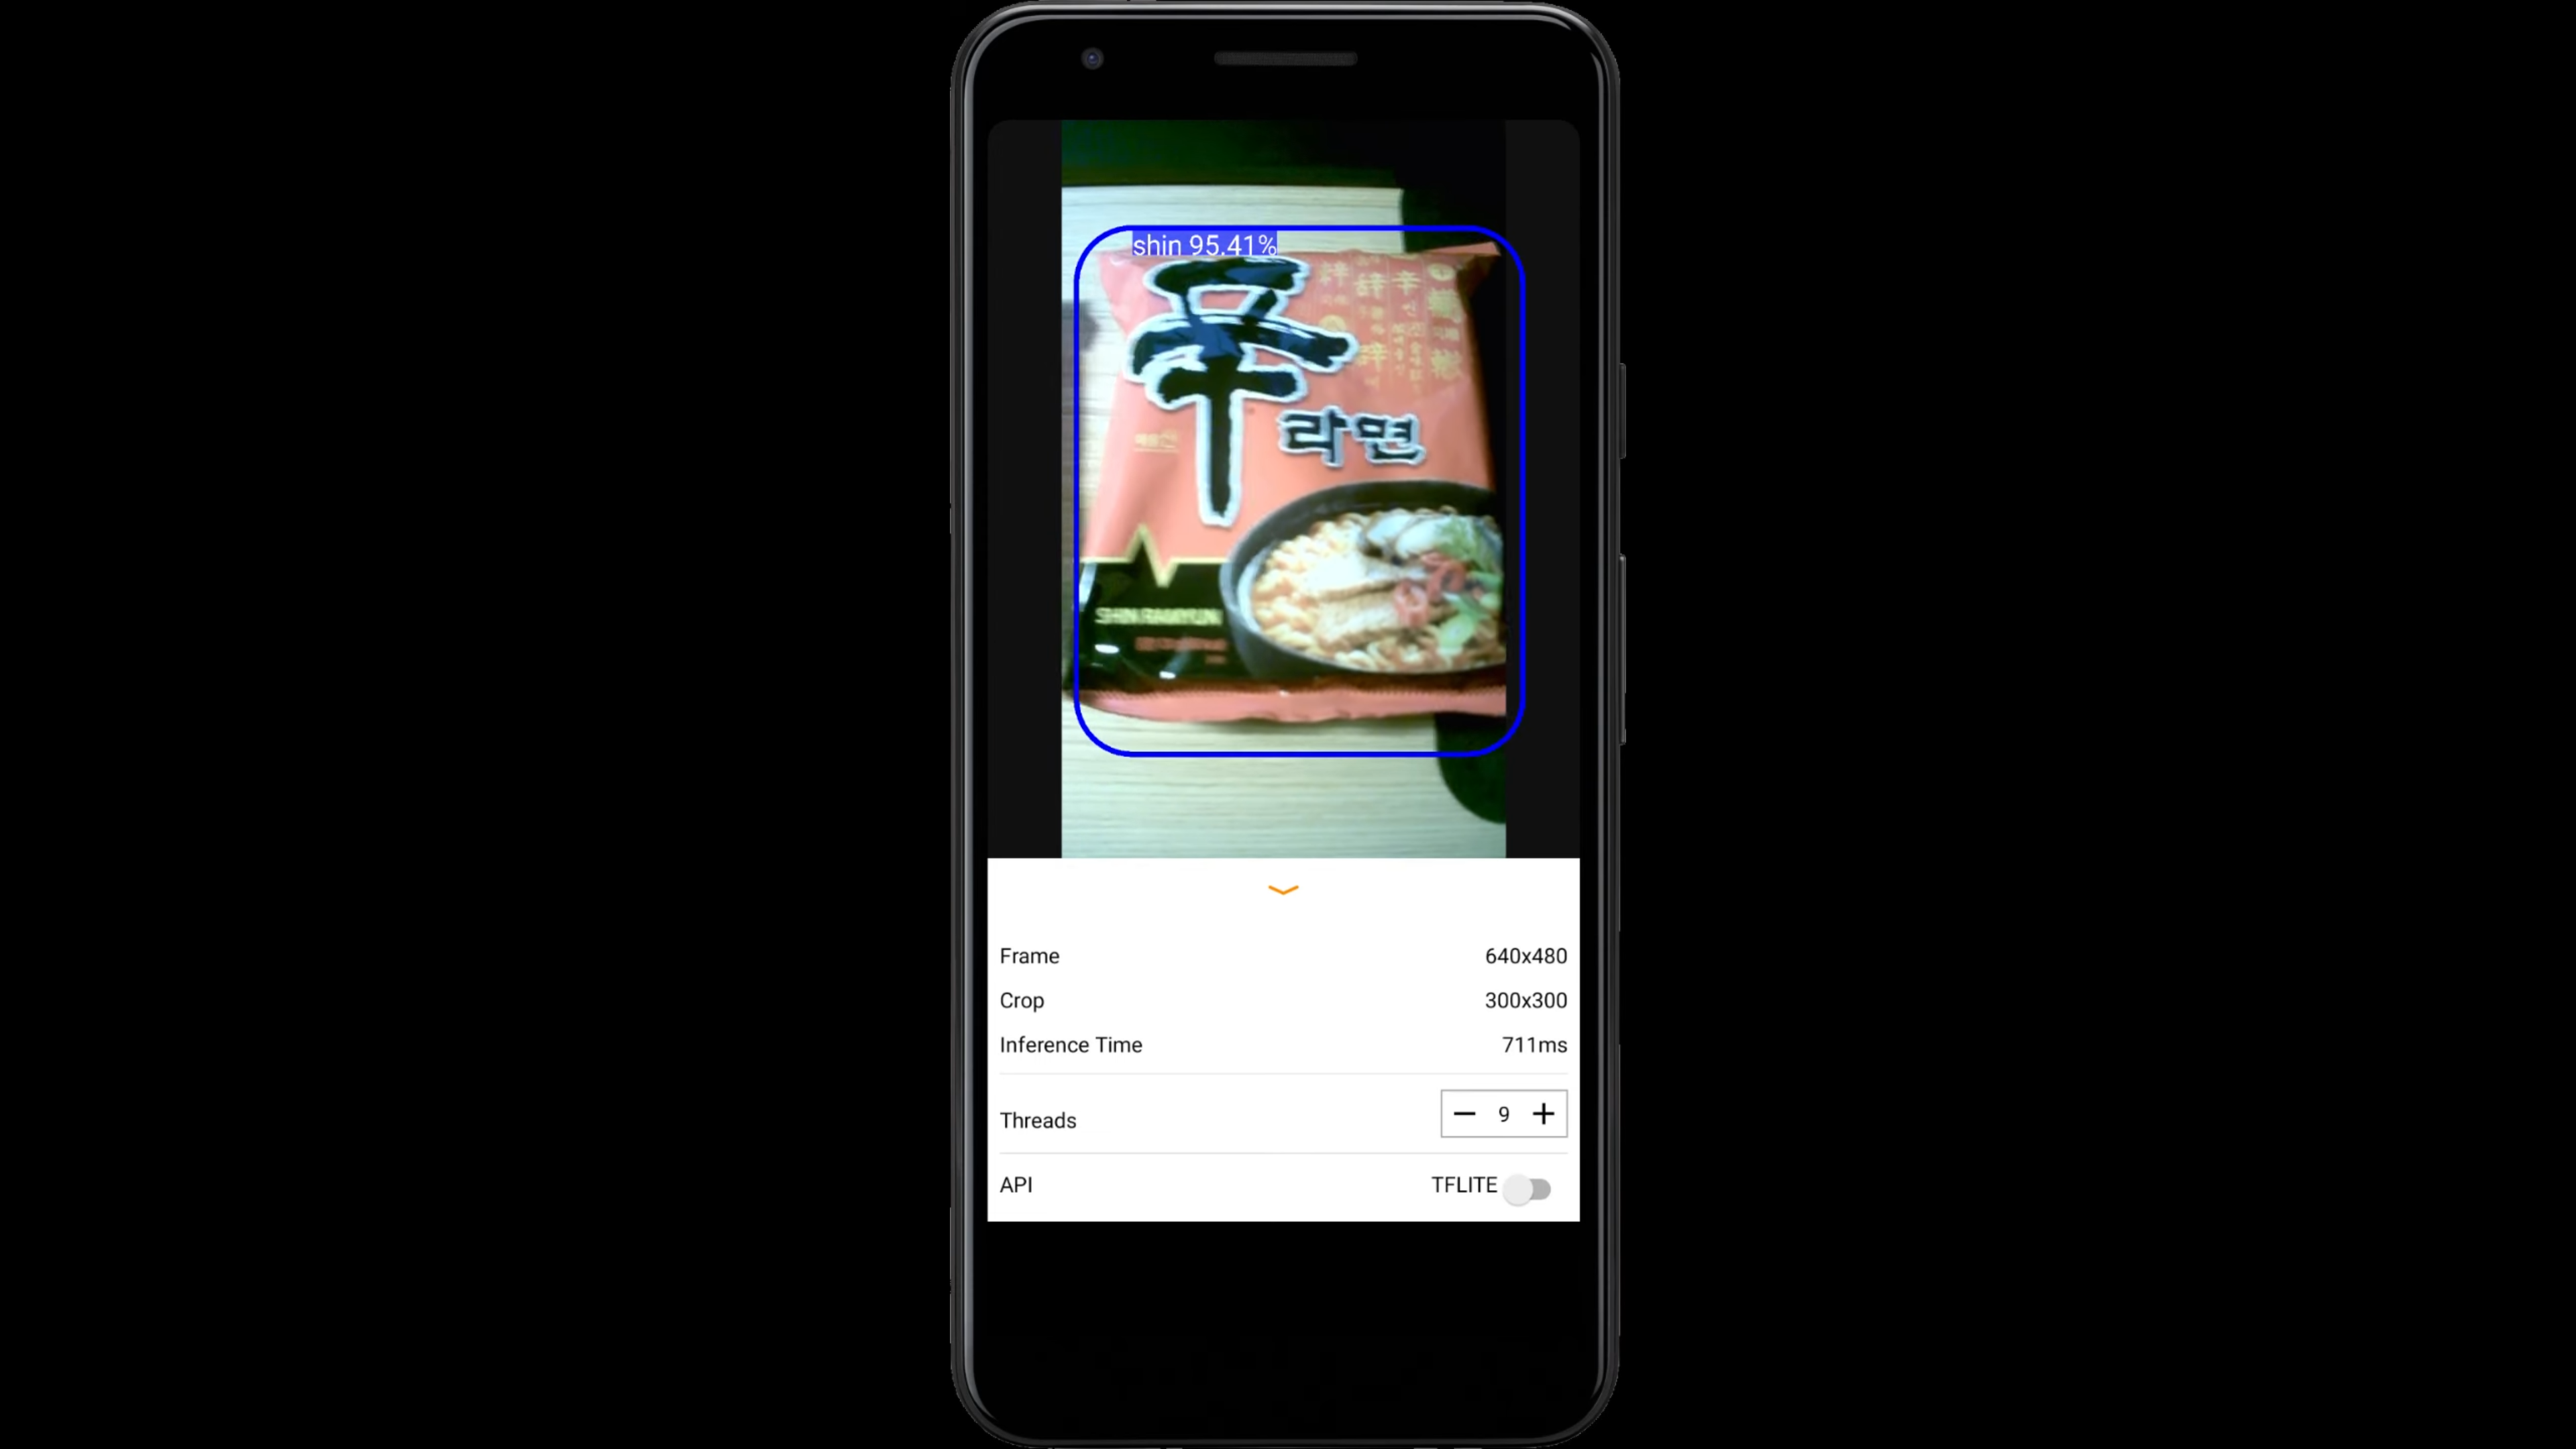 shin 95.41%
辛
라면
SHIN RAMYUN
Frame 640x480
Crop 300x300
Inference Time 711ms
Threads 9
API TFLITE